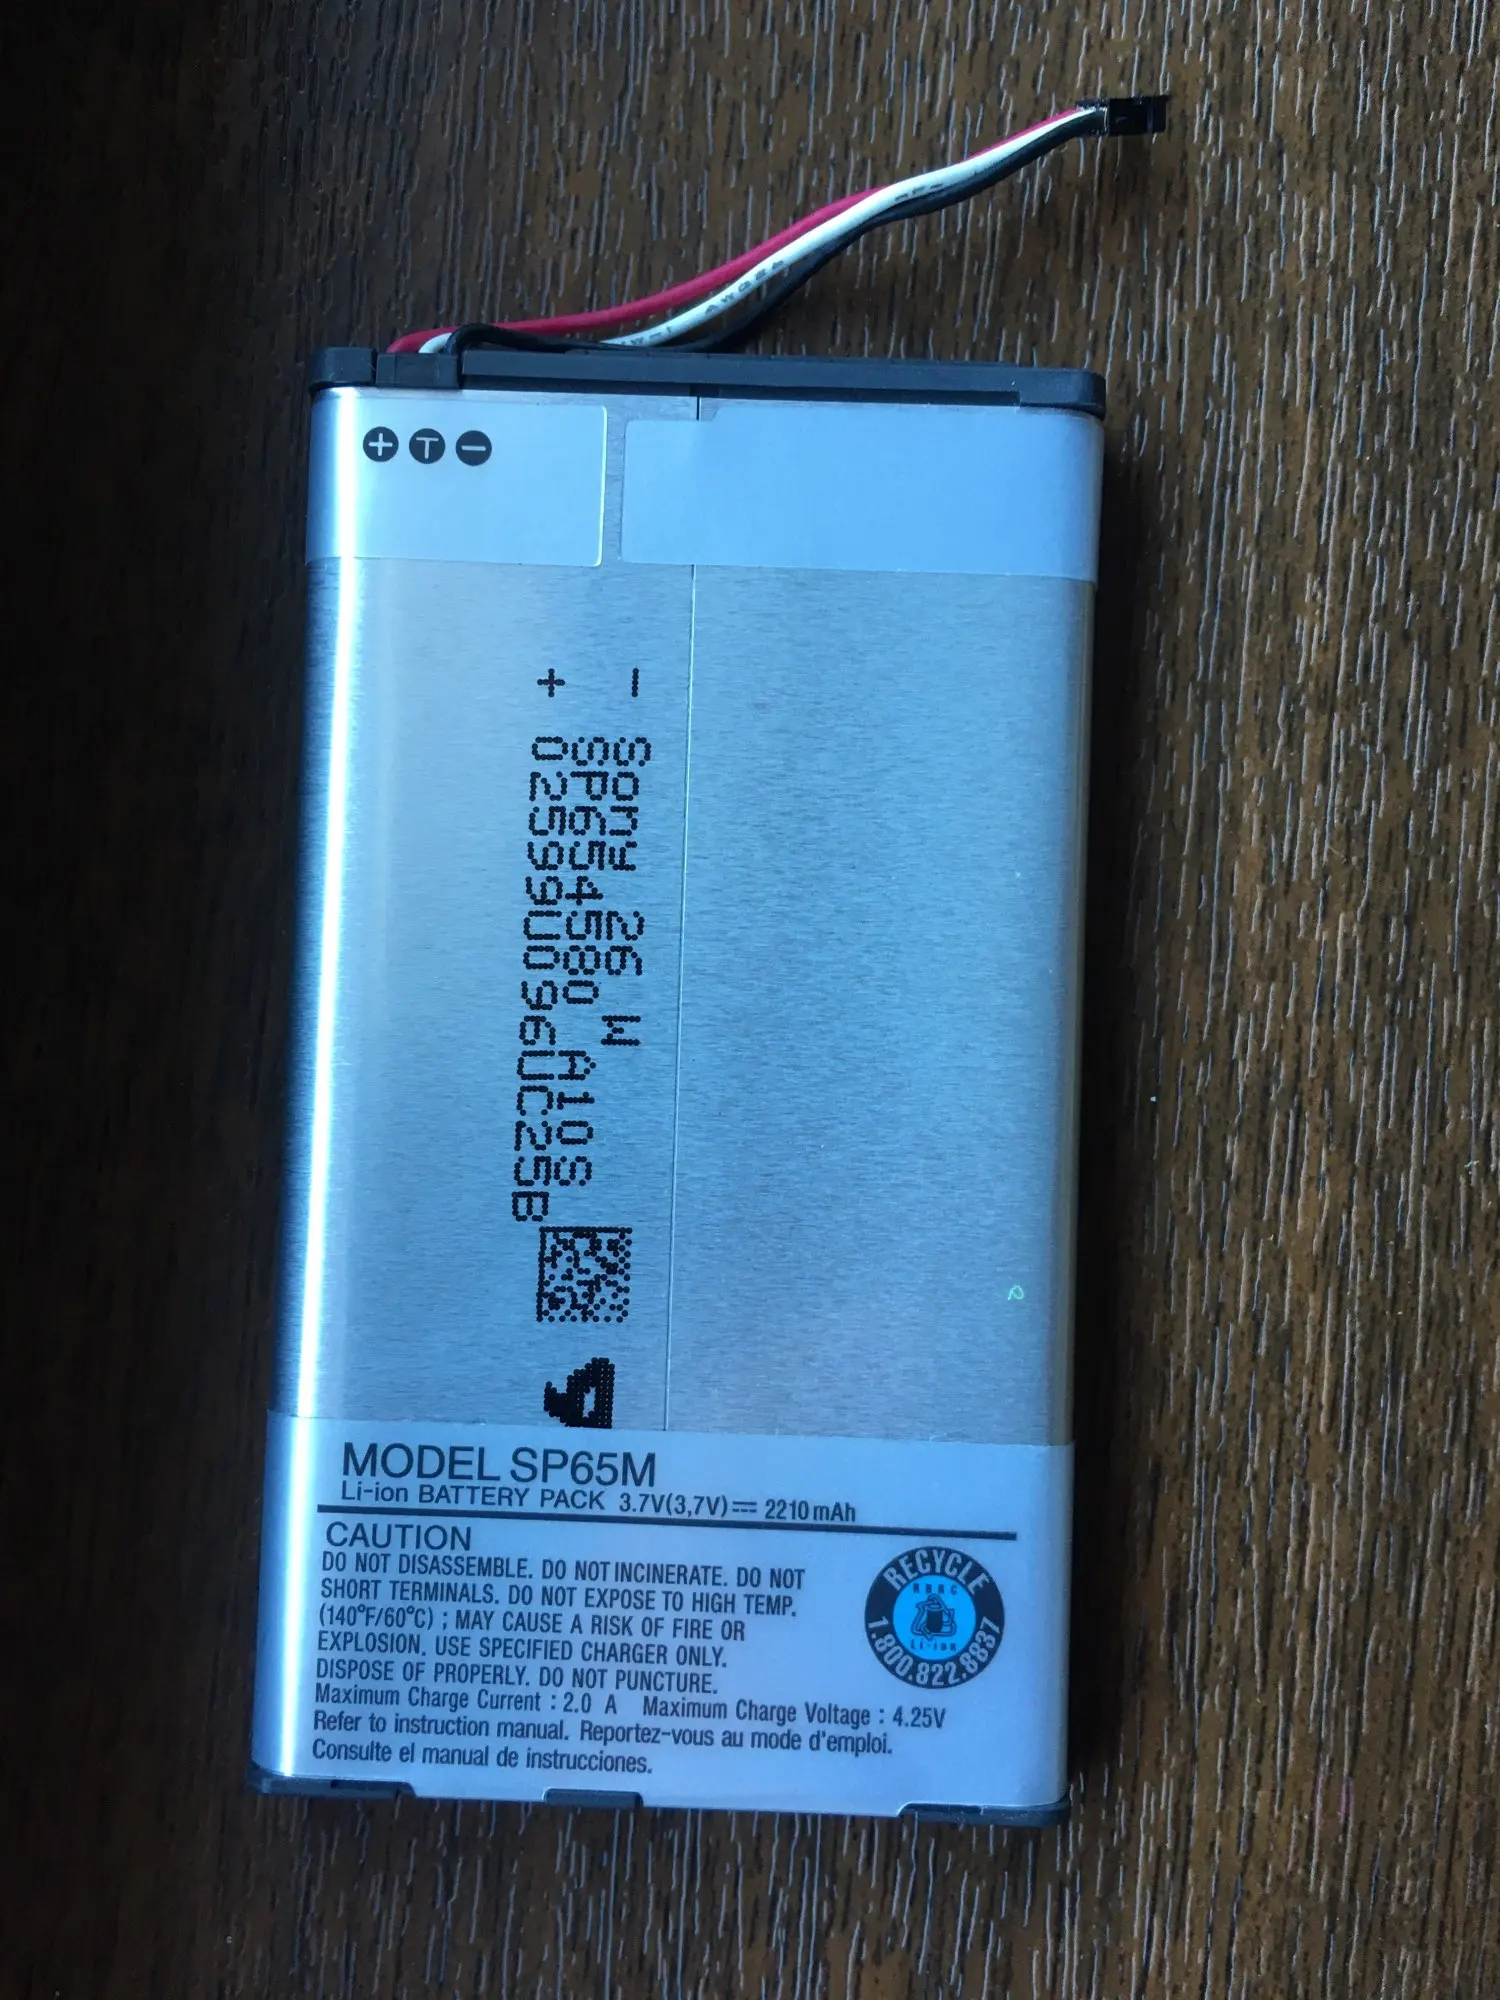 AWG26
+ T −
− Sony 26 M
SP654580 A10S
+ 02599U096UC25B
MODEL SP65M
Li-ion BATTERY PACK 3.7V(3,7V)⎓ 2210mAh
CAUTION
DO NOT DISASSEMBLE. DO NOT INCINERATE. DO NOT
SHORT TERMINALS. DO NOT EXPOSE TO HIGH TEMP.
(140°F/60°C) ; MAY CAUSE A RISK OF FIRE OR
EXPLOSION. USE SPECIFIED CHARGER ONLY.
DISPOSE OF PROPERLY. DO NOT PUNCTURE.
Maximum Charge Current : 2.0 A Maximum Charge Voltage : 4.25V
Refer to instruction manual. Reportez-vous au mode d'emploi.
Consulte el manual de instrucciones.
RECYCLE
RBRC
Li-ion
1.800.822.8837